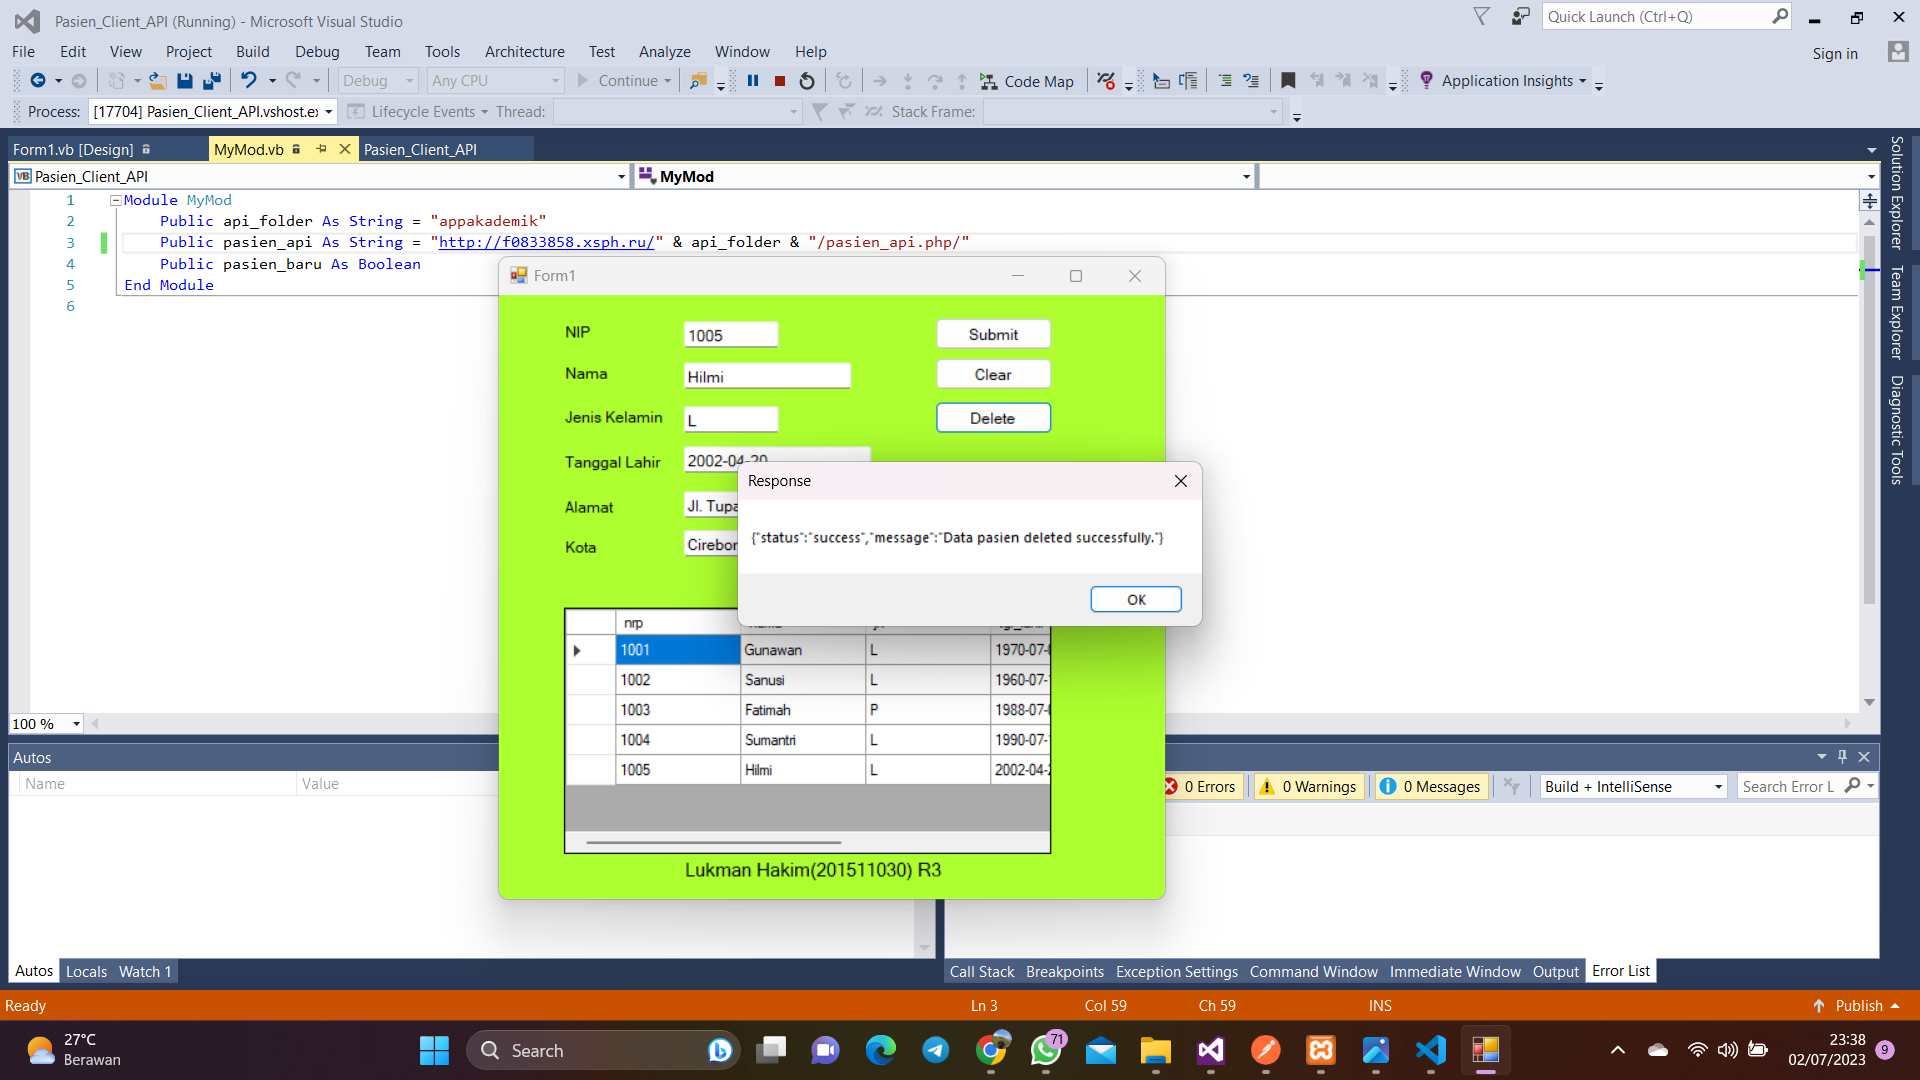 Pasien_Client_API (Running) - Microsoft Visual Studio
Quick Launch (Ctrl+Q)
File Edit View Project Build Debug Team Tools Architecture Test Analyze Window Help
Sign in
Debug Any CPU Continue Code Map Application Insights
Process: [17704] Pasien_Client_API.vshost.ex Lifecycle Events Thread: Stack Frame:
Form1.vb [Design] MyMod.vb Pasien_Client_API
VB Pasien_Client_API MyMod
1 Module MyMod
2 Public api_folder As String = "appakademik"
3 Public pasien_api As String = "http://f0833858.xsph.ru/" & api_folder & "/pasien_api.php/"
4 Public pasien_baru As Boolean
5 End Module
6
Solution Explorer
Team Explorer
Diagnostic Tools
Form1
NIP 1005 Submit
Nama Hilmi Clear
Jenis Kelamin L Delete
Tanggal Lahir 2002-04-20
Alamat Jl. Tupa
Kota Cirebon
Response
{"status":"success","message":"Data pasien deleted successfully."}
OK
nrp
1001 Gunawan L 1970-07-
1002 Sanusi L 1960-07-
1003 Fatimah P 1988-07-
1004 Sumantri L 1990-07-
1005 Hilmi L 2002-04-
Lukman Hakim(201511030) R3
100 %
Autos
Name Value
0 Errors 0 Warnings 0 Messages Build + IntelliSense Search Error L
Autos Locals Watch 1
Call Stack Breakpoints Exception Settings Command Window Immediate Window Output Error List
Ready Ln 3 Col 59 Ch 59 INS Publish
27°C
Berawan
Search
71
23:38
02/07/2023
9